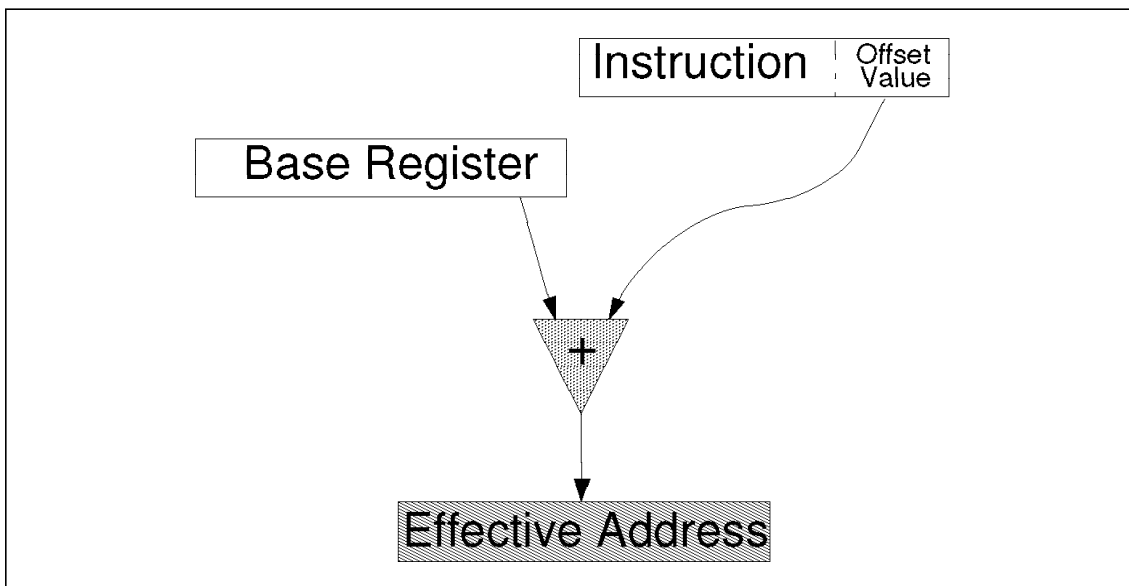 Instruction
Offset
Value
Base Register
+
Effective Address